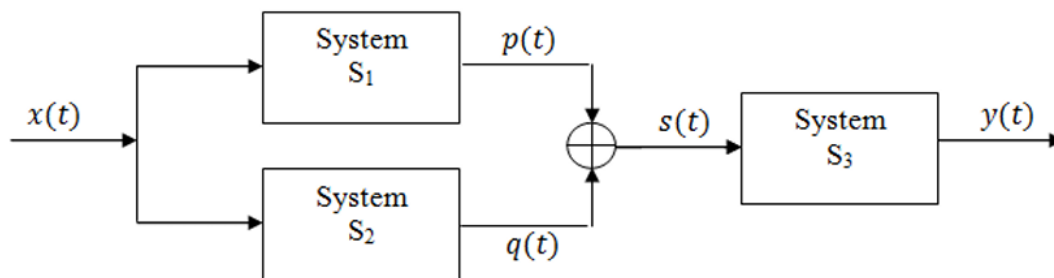 System
S₁
p(t)
x(t)
s(t)
System
S₃
y(t)
System
S₂
q(t)